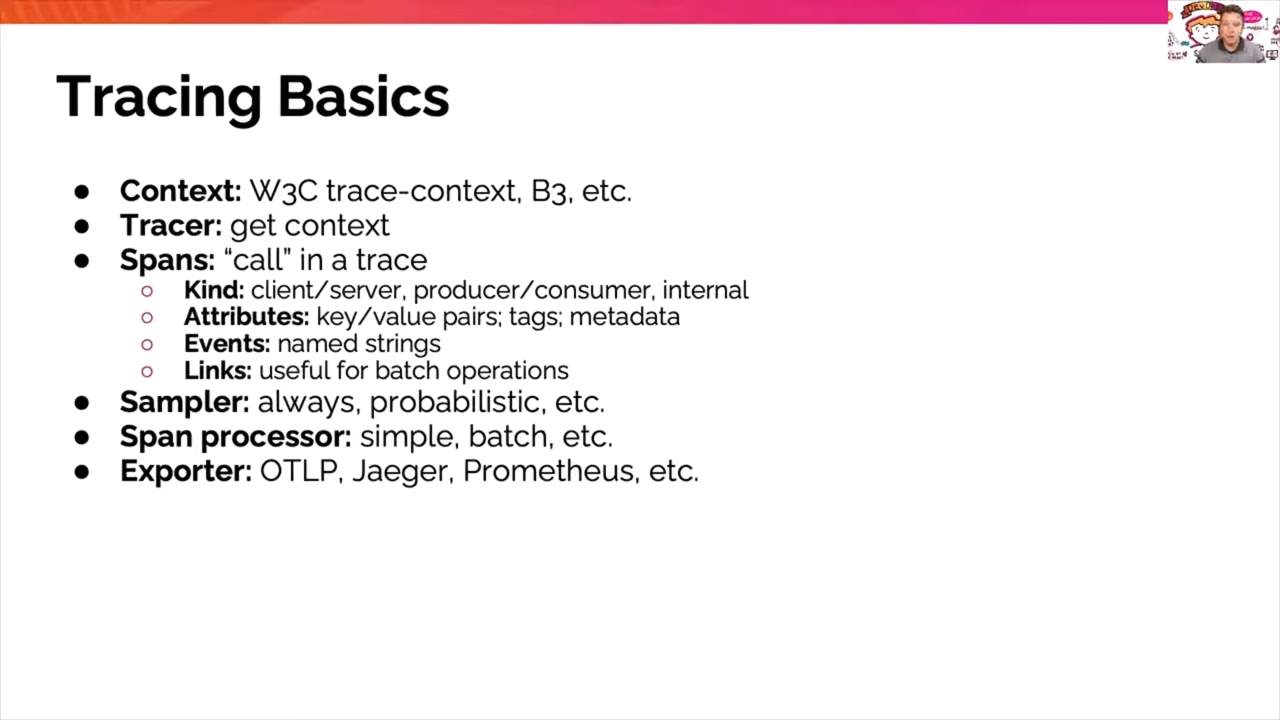 Tracing Basics
● Context: W3C trace-context, B3, etc.
● Tracer: get context
● Spans: “call” in a trace
○ Kind: client/server, producer/consumer, internal
○ Attributes: key/value pairs; tags; metadata
○ Events: named strings
○ Links: useful for batch operations
● Sampler: always, probabilistic, etc.
● Span processor: simple, batch, etc.
● Exporter: OTLP, Jaeger, Prometheus, etc.